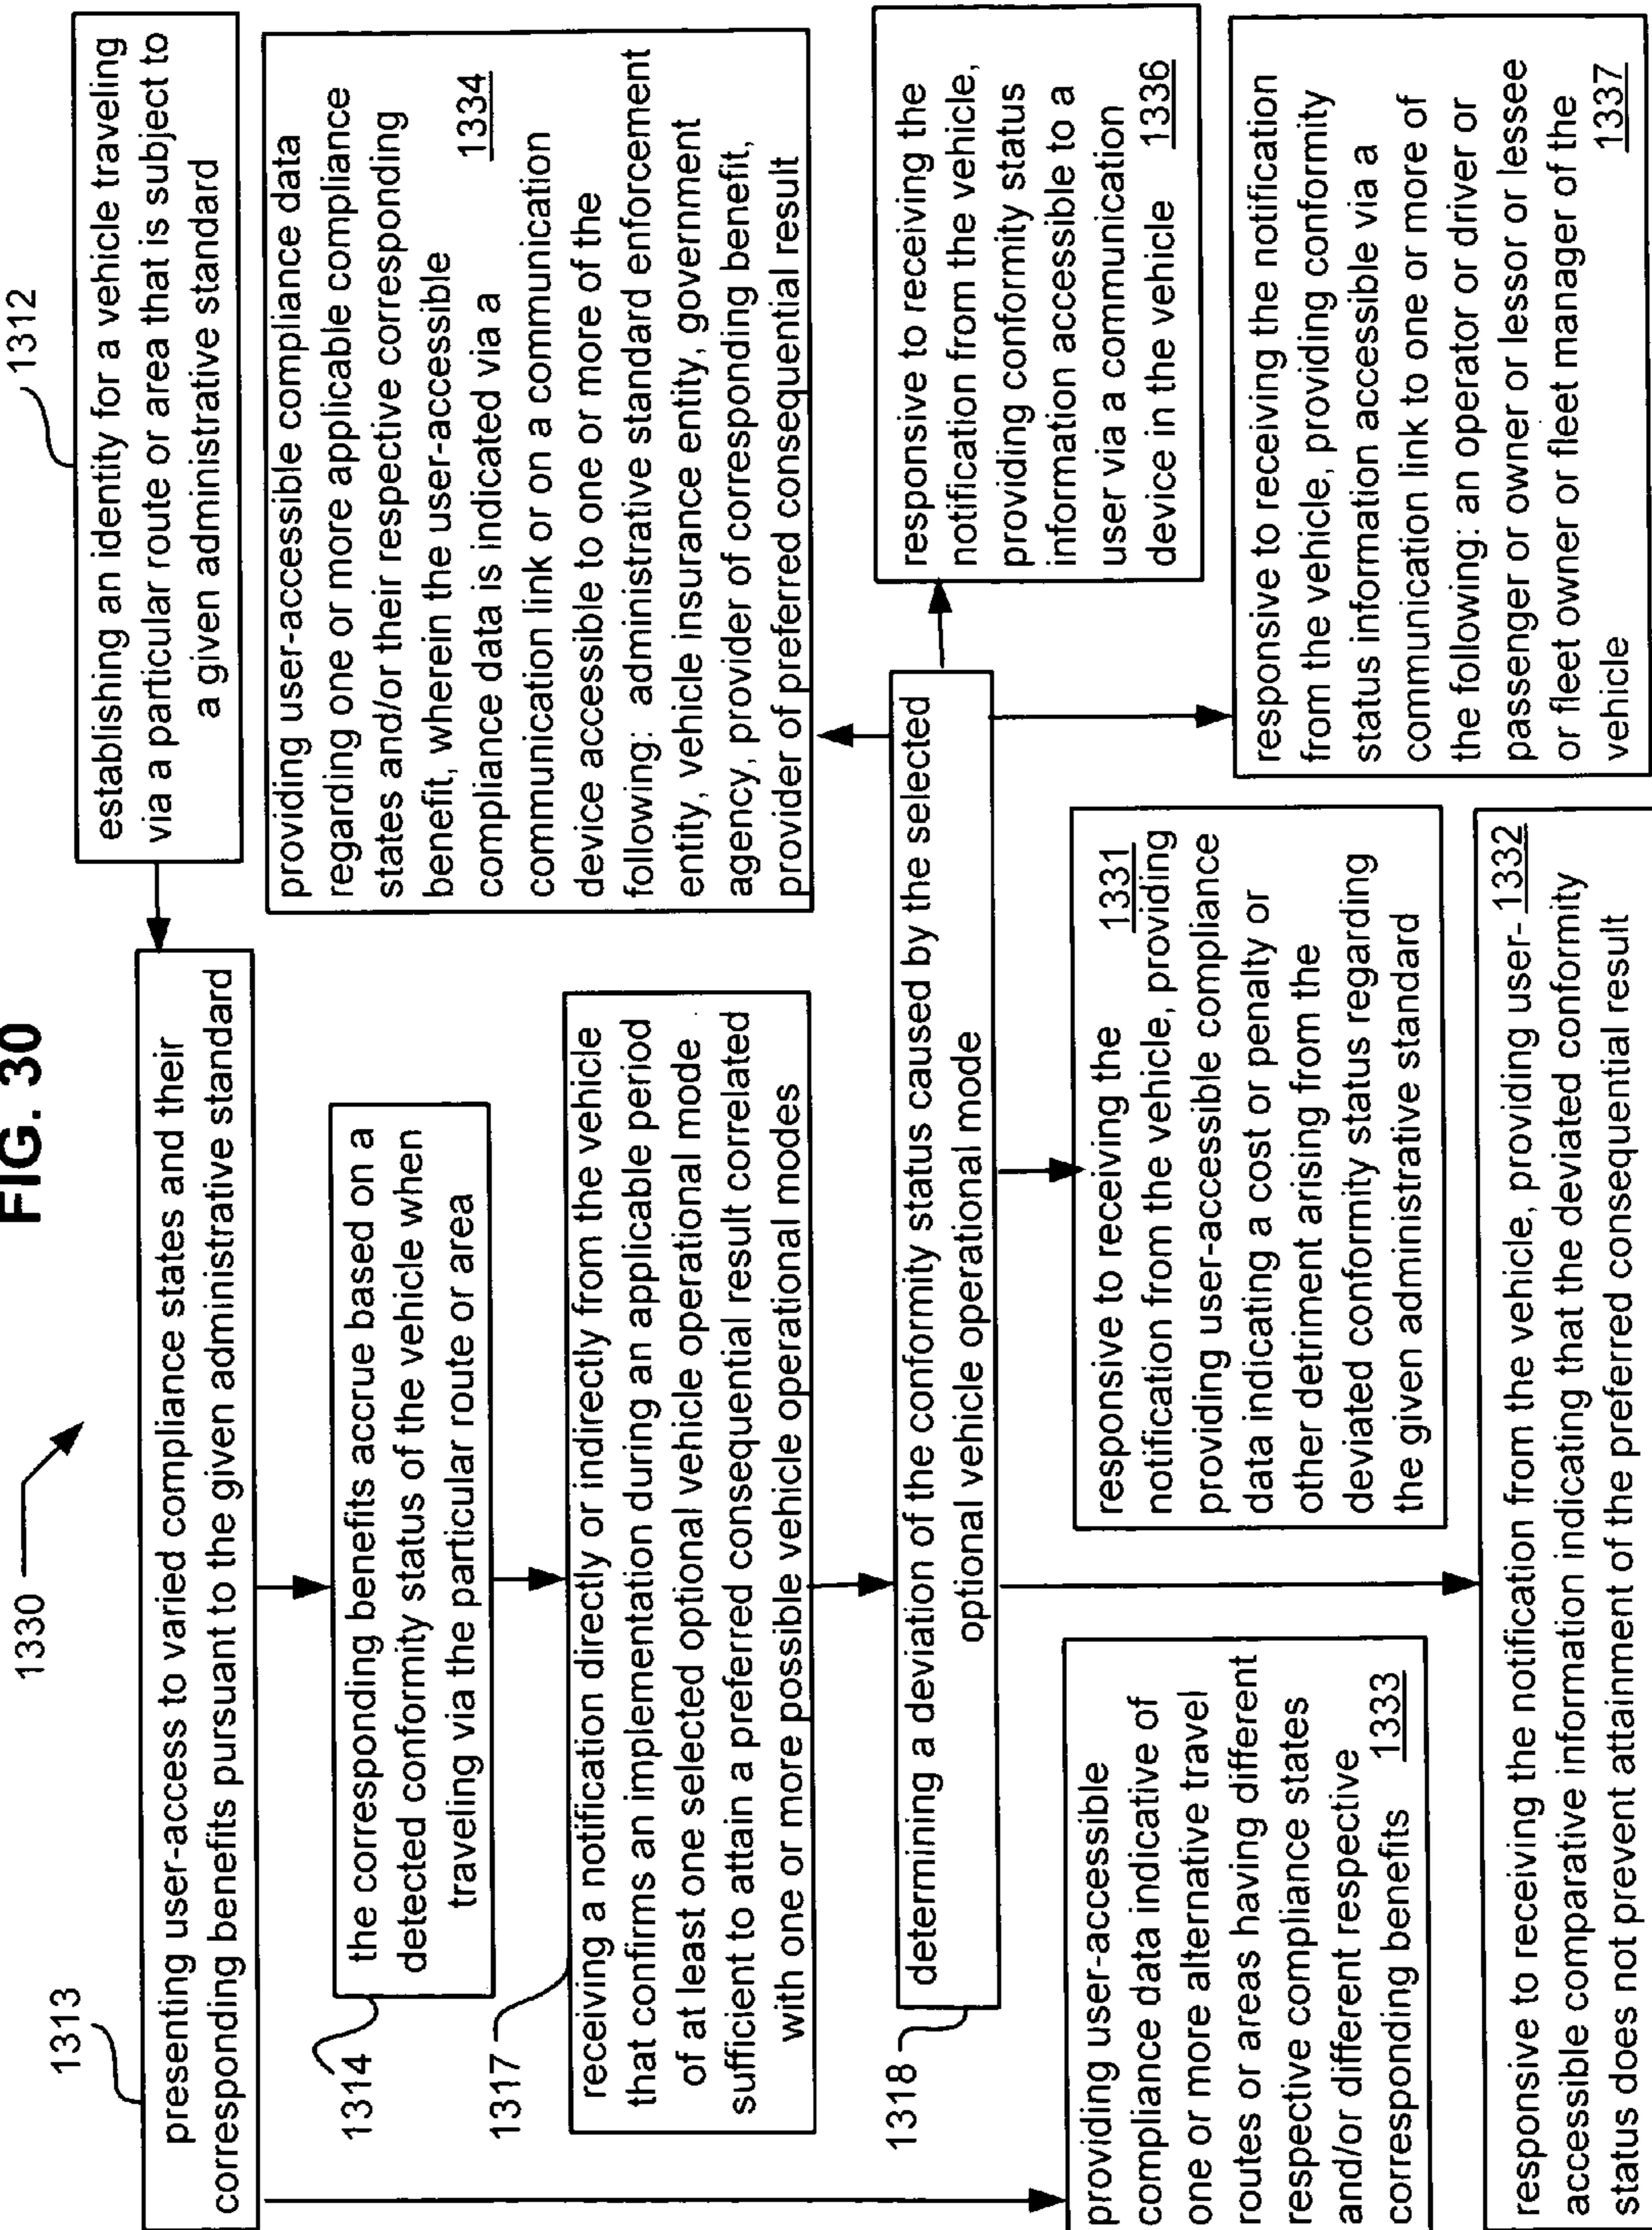 FIG. 30
1330
1312
establishing an identity for a vehicle traveling
via a particular route or area that is subject to
a given administrative standard
1313
presenting user-access to varied compliance states and their
corresponding benefits pursuant to the given administrative standard
1314
the corresponding benefits accrue based on a
detected conformity status of the vehicle when
traveling via the particular route or area
1317
receiving a notification directly or indirectly from the vehicle
that confirms an implementation during an applicable period
of at least one selected optional vehicle operational mode
sufficient to attain a preferred consequential result correlated
with one or more possible vehicle operational modes
1318
determining a deviation of the conformity status caused by the selected
optional vehicle operational mode
providing user-accessible compliance data
regarding one or more applicable compliance
states and/or their respective corresponding
benefit, wherein the user-accessible
compliance data is indicated via a 1334
communication link or on a communication
device accessible to one or more of the
following: administrative standard enforcement
entity, vehicle insurance entity, government
agency, provider of corresponding benefit,
provider of preferred consequential result
responsive to receiving the
notification from the vehicle,
providing conformity status
information accessible to a
user via a communication
device in the vehicle 1336
providing user-accessible
compliance data indicative of
one or more alternative travel
routes or areas having different
respective compliance states
and/or different respective
corresponding benefits 1333
responsive to receiving the 1331
notification from the vehicle, providing
providing user-accessible compliance
data indicating a cost or penalty or
other detriment arising from the
deviated conformity status regarding
the given administrative standard
responsive to receiving the notification
from the vehicle, providing conformity
status information accessible via a
communication link to one or more of
the following: an operator or driver or
passenger or owner or lessor or lessee
or fleet owner or fleet manager of the
vehicle 1337
responsive to receiving the notification from the vehicle, providing user- 1332
accessible comparative information indicating that the deviated conformity
status does not prevent attainment of the preferred consequential result